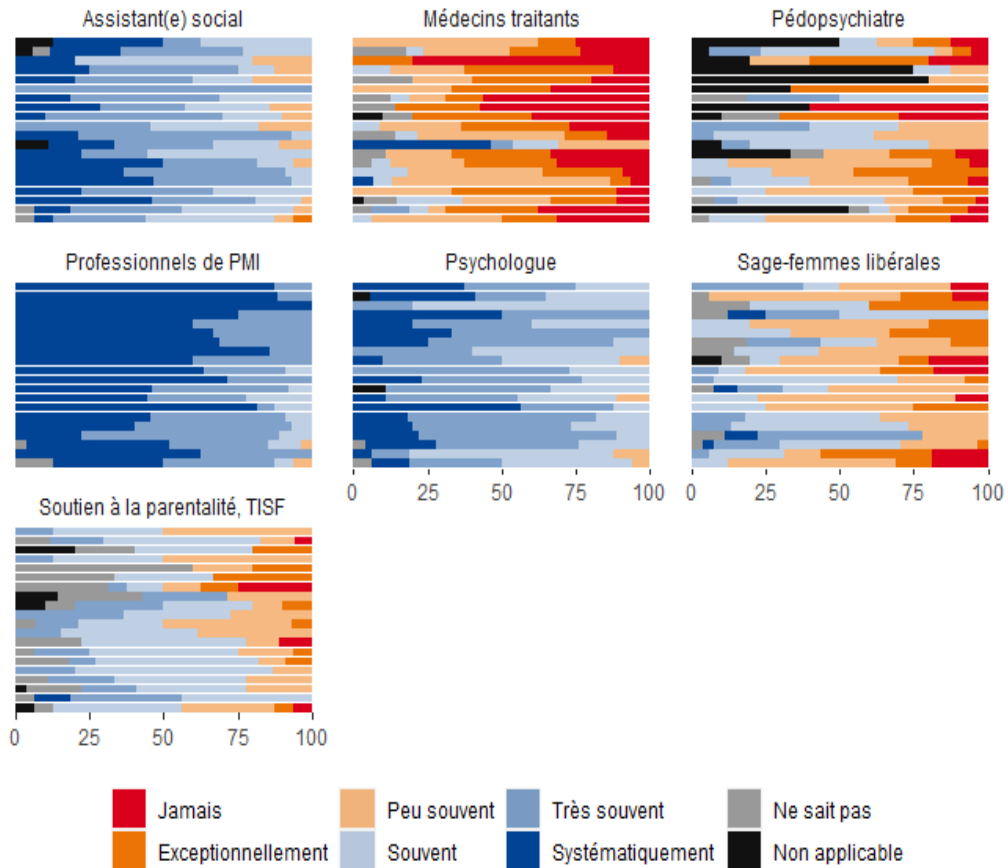 Assistant(e) social
Médecins traitants
Pédopsychiatre
Professionnels de PMI
Psychologue
Sage-femmes libérales
0 25 50 75 100
0 25 50 75 100
Soutien à la parentalité, TISF
0 25 50 75 100
Jamais
Peu souvent
Très souvent
Ne sait pas
Exceptionnellement
Souvent
Systématiquement
Non applicable